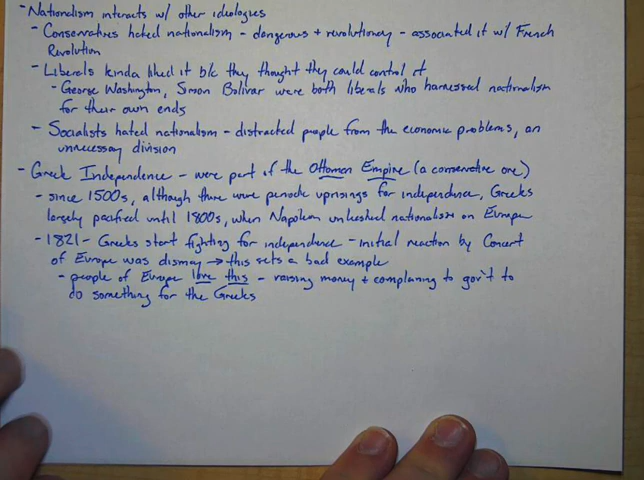 - Nationalism interacts w/ other ideologies
- Conservatives hated nationalism - dangerous + revolutionary - associated it w/ French
Revolution
- Liberals kinda liked it b/c they thought they could control it
- George Washington, Simon Bolivar were both liberals who harnessed nationalism
for their own ends
- Socialists hated nationalism - distracted people from the economic problems, an
unnecessary division
- Greek Independence - were part of the Ottoman Empire (a conservative one)
- since 1500s, although there were periodic uprisings for independence, Greeks
largely pacified until 1800s, when Napoleon unleashed nationalism on Europe
- 1821 - Greeks start fighting for independence - initial reaction by Concert
of Europe was dismay → this sets a bad example
- people of Europe love this - raising money + complaining to gov't to
do something for the Greeks